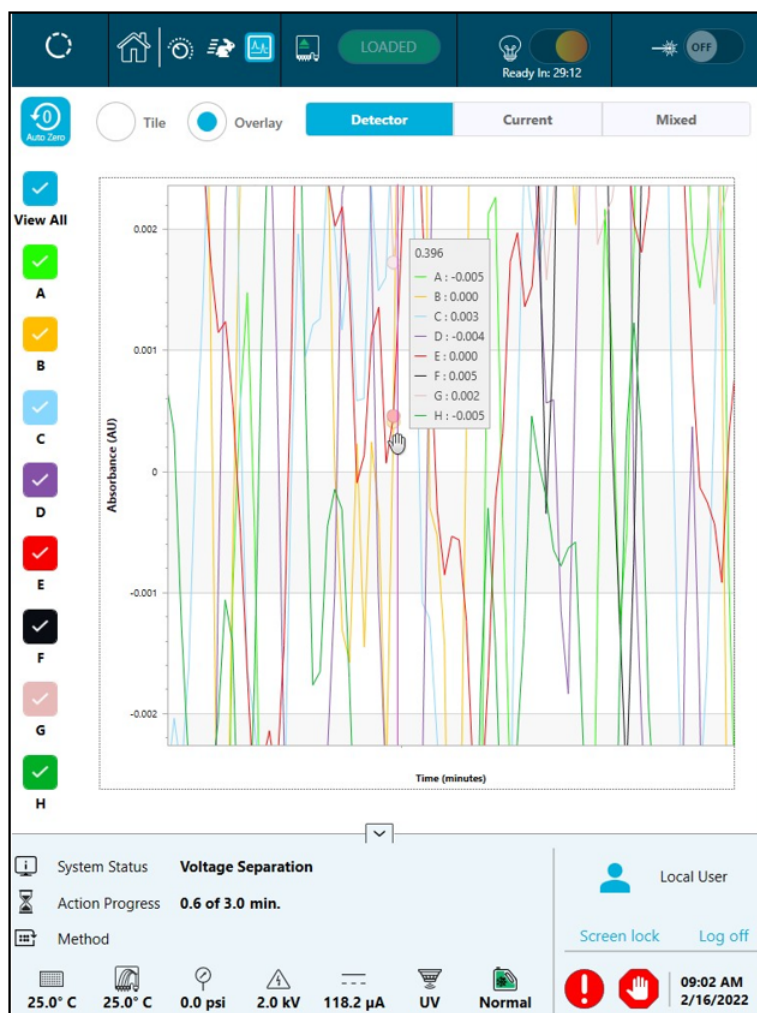 LOADED
Ready In: 29:12
OFF
0
Auto Zero
Tile
Overlay
Detector
Current
Mixed
View All
A
B
C
D
E
F
G
H
Absorbance (AU)
0.002
0.001
0
-0.001
-0.002
0.396
A : -0.005
B : 0.000
C : 0.003
D : -0.004
E : 0.000
F : 0.005
G : 0.002
H : -0.005
Time (minutes)
System Status Voltage Separation
Action Progress 0.6 of 3.0 min.
Method
Local User
Screen lock Log off
25.0° C 25.0° C 0.0 psi 2.0 kV 118.2 µA UV Normal
09:02 AM
2/16/2022